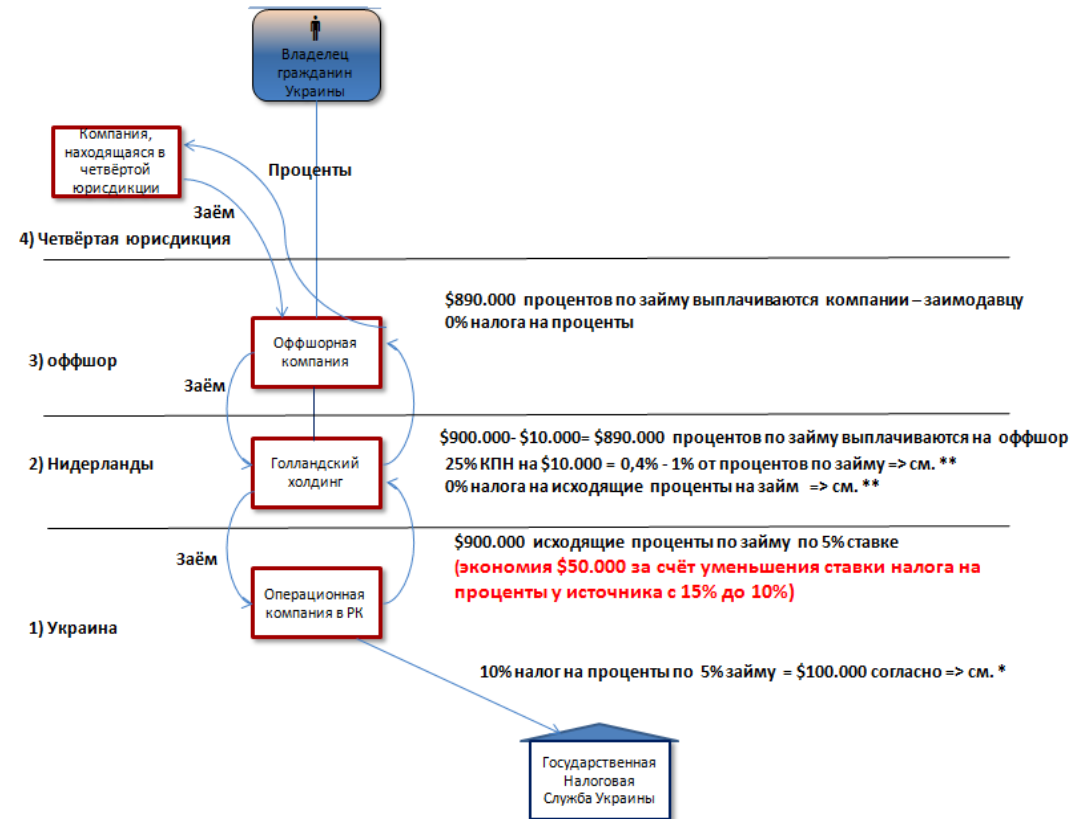 Владелец
гражданин
Украины
Компания,
находящаяся в
четвёртой
юрисдикции
Проценты
Заём
4) Четвёртая юрисдикция
$890.000 процентов по займу выплачиваются компании – заимодавцу
0% налога на проценты
Оффшорная
компания
3) оффшор
Заём
$900.000- $10.000= $890.000 процентов по займу выплачиваются на оффшор
25% КПН на $10.000 = 0,4% - 1% от процентов по займу => см. **
0% налога на исходящие проценты на займ => см. **
2) Нидерланды
Голландский
холдинг
$900.000 исходящие проценты по займу по 5% ставке
(экономия $50.000 за счёт уменьшения ставки налога на
проценты у источника с 15% до 10%)
Заём
Операционная
компания в РК
1) Украина
10% налог на проценты по 5% займу = $100.000 согласно => см. *
Государственная
Налоговая
Служба Украины